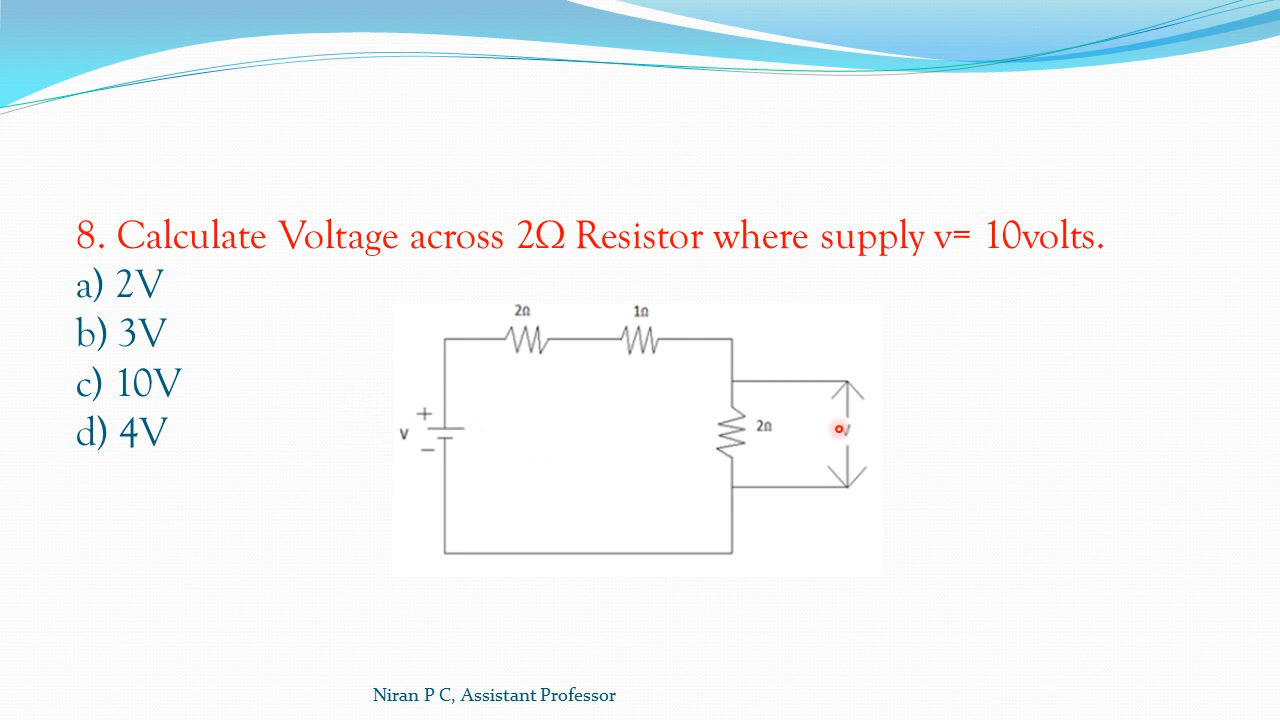 8. Calculate Voltage across 2Ω Resistor where supply v= 10volts.
a) 2V
b) 3V
c) 10V
d) 4V
2Ω
1Ω
+
v
−
2Ω
Niran P C, Assistant Professor